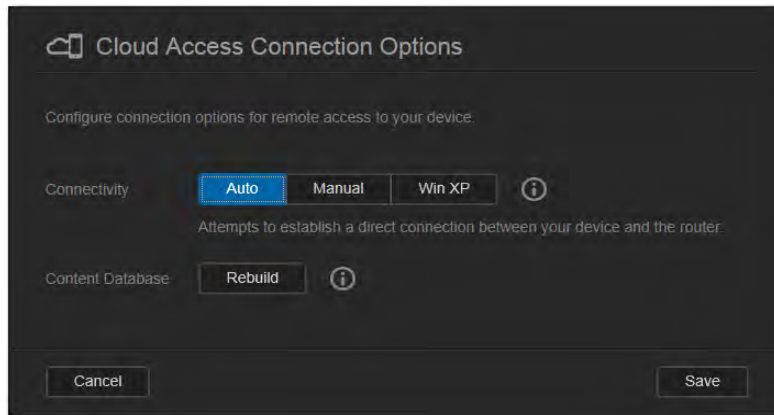 Cloud Access Connection Options
Configure connection options for remote access to your device.
Connectivity Auto Manual Win XP
Attempts to establish a direct connection between your device and the router.
Content Database Rebuild
Cancel Save